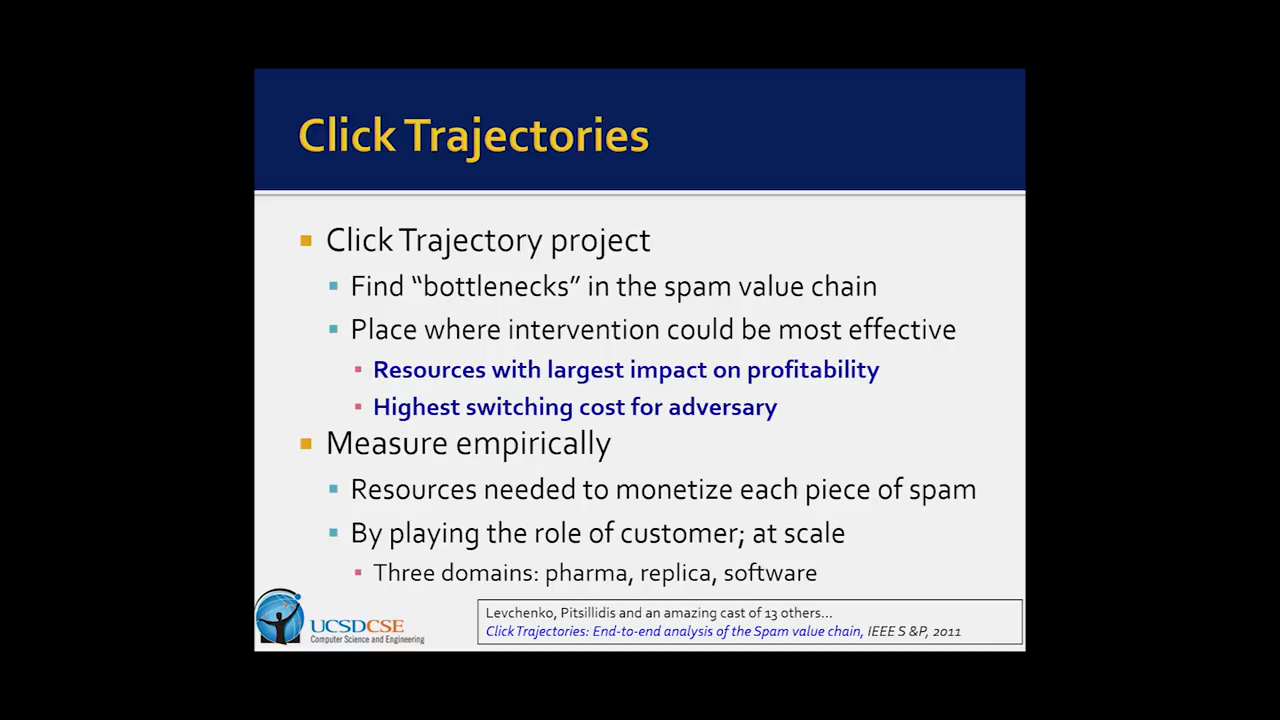 Click Trajectories
Click Trajectory project
Find “bottlenecks” in the spam value chain
Place where intervention could be most effective
Resources with largest impact on profitability
Highest switching cost for adversary
Measure empirically
Resources needed to monetize each piece of spam
By playing the role of customer; at scale
Three domains: pharma, replica, software
UCSDCSE
Computer Science and Engineering
Levchenko, Pitsillidis and an amazing cast of 13 others…
Click Trajectories: End-to-end analysis of the Spam value chain, IEEE S &P, 2011